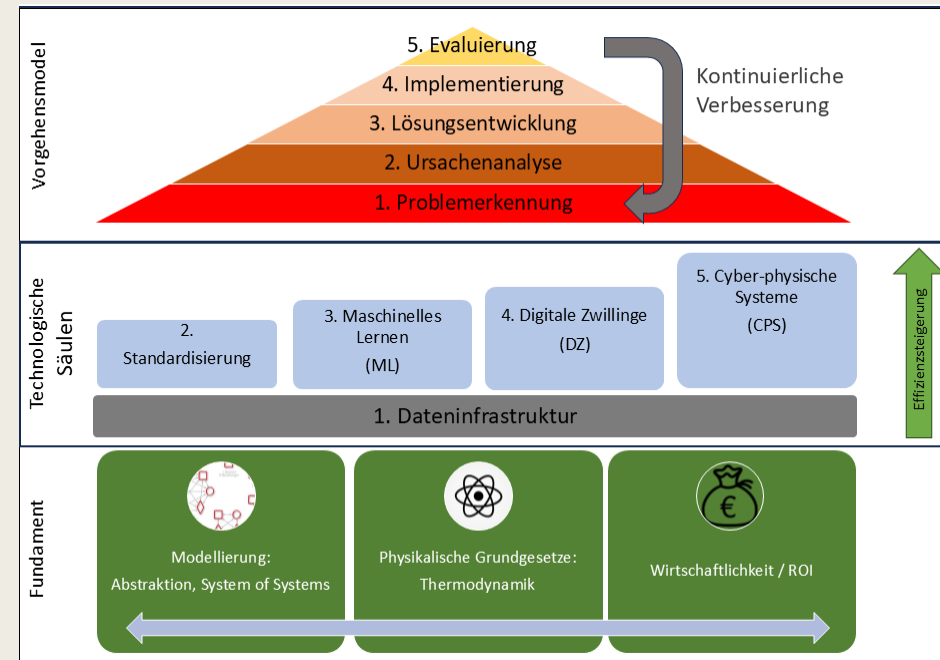 Vorgehensmodel
5. Evaluierung
4. Implementierung
3. Lösungsentwicklung
2. Ursachenanalyse
1. Problemerkennung
Kontinuierliche
Verbesserung
Technologische
Säulen
2.
Standardisierung
3. Maschinelles
Lernen
(ML)
4. Digitale Zwillinge
(DZ)
5. Cyber-physische
Systeme
(CPS)
1. Dateninfrastruktur
Effizienzsteigerung
Fundament
Modellierung:
Abstraktion, System of Systems
Physikalische Grundgesetze:
Thermodynamik
€
Wirtschaftlichkeit / ROI